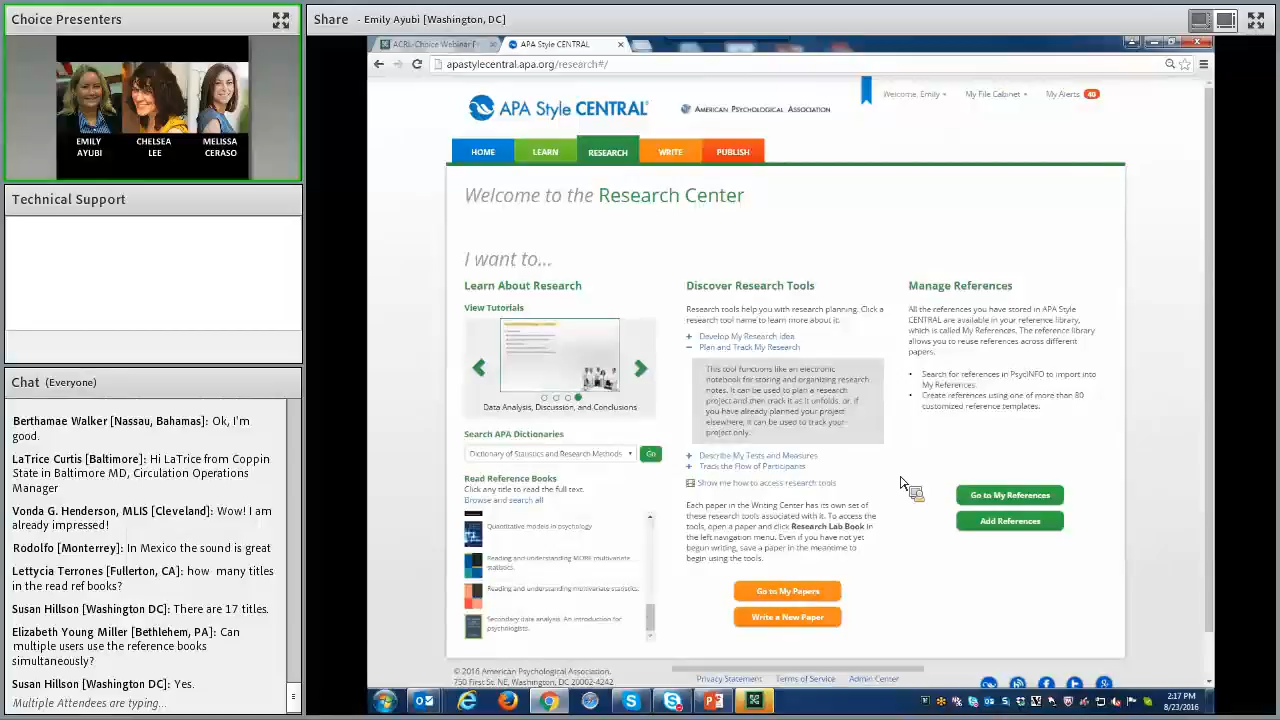 Choice Presenters
EMILY AYUBI
CHELSEA LEE
MELISSA CERASO
Technical Support
Chat (Everyone)
Berthamae Walker [Nassau, Bahamas]: Ok, I'm
good.
LaTrice Curtis [Baltimore]: Hi LaTrice from Coppin
in Baltimore MD, Circulation Operations
Manager
Vonda G. Henderson, MLIS [Cleveland]: Wow! I am
already impressed!
Rodolfo [Monterrey]: In Mexico the sound is great
in the read ref books?
Susan Hillson [Washington DC]: There are 17 titles.
Elizabeth Young Miller [Bethlehem, PA]: Can
multiple users use the reference books
simultaneously?
Susan Hillson [Washington DC]: Yes.
Multiple Attendees are typing...
Share - Emily Ayubi [Washington, DC]
ACRL/Choice Webinar
APA Style CENTRAL
apastylecentral.apa.org/research#/
APA Style CENTRAL
AMERICAN PSYCHOLOGICAL ASSOCIATION
Welcome, Emily
My File Cabinet
My Alerts 40
HOME
LEARN
RESEARCH
WRITE
PUBLISH
Welcome to the Research Center
I want to...
Learn About Research
View Tutorials
Data Analysis, Discussion, and Conclusions
Search APA Dictionaries
Dictionary of Statistics and Research Methods
Go
Read Reference Books
Click any title to read the full text.
Browse and search all
Quantitative models in psychology
Reading and understanding MORE multivariate
statistics.
Reading and understanding multivariate statistics.
Secondary data analysis: An introduction for
psychologists.
Discover Research Tools
Research tools help you with research planning. Click a
research tool name to learn more about it.
+ Develop My Research Idea
− Plan and Track My Research
This tool functions like an electronic
notebook for storing and organizing research
notes. It can be used to plan a research
project and then track it as it unfolds, or, if
you have already planned your project
elsewhere, it can be used to track your
project only.
+ Describe My Tests and Measures
+ Track the Flow of Participants
Show me how to access research tools
Each paper in the Writing Center has its own set of
these research tools associated with it. To access the
tools, open a paper and click Research Lab Book in
the left navigation menu. Even if you have not yet
begun writing, save a paper in the meantime to
begin using the tools.
Go to My Papers
Write a New Paper
Manage References
All the references you have stored in APA Style
CENTRAL are available in your reference library,
which is called My References. The reference library
allows you to reuse references across different
papers.
• Search for references in PsycINFO to import into
My References.
• Create references using one of more than 80
customized reference templates.
Go to My References
Add References
© 2016 American Psychological Association.
750 First St. NE, Washington, DC 20002-4242
Privacy Statement
Terms of Service
Admin Center
2:17 PM
8/23/2016